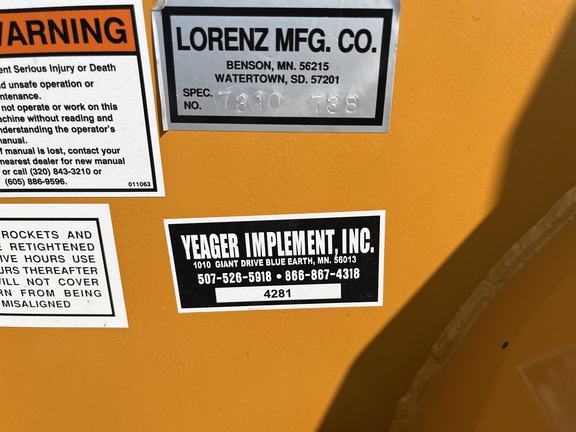 WARNING
ent Serious Injury or Death
d unsafe operation or
ntenance.
not operate or work on this
achine without reading and
nderstanding the operator's
anual.
f manual is lost, contact your
nearest dealer for new manual
or call (320) 843-3210 or
(605) 886-9596.
011063
LORENZ MFG. CO.
BENSON, MN. 56215
WATERTOWN, SD. 57201
SPEC.
NO. 7310 738
ROCKETS AND
E RETIGHTENED
IVE HOURS USE
URS THEREAFTER
WILL NOT COVER
RN FROM BEING
MISALIGNED
YEAGER IMPLEMENT, INC.
1010 GIANT DRIVE BLUE EARTH, MN. 56013
507-526-5918 • 866-867-4318
4281